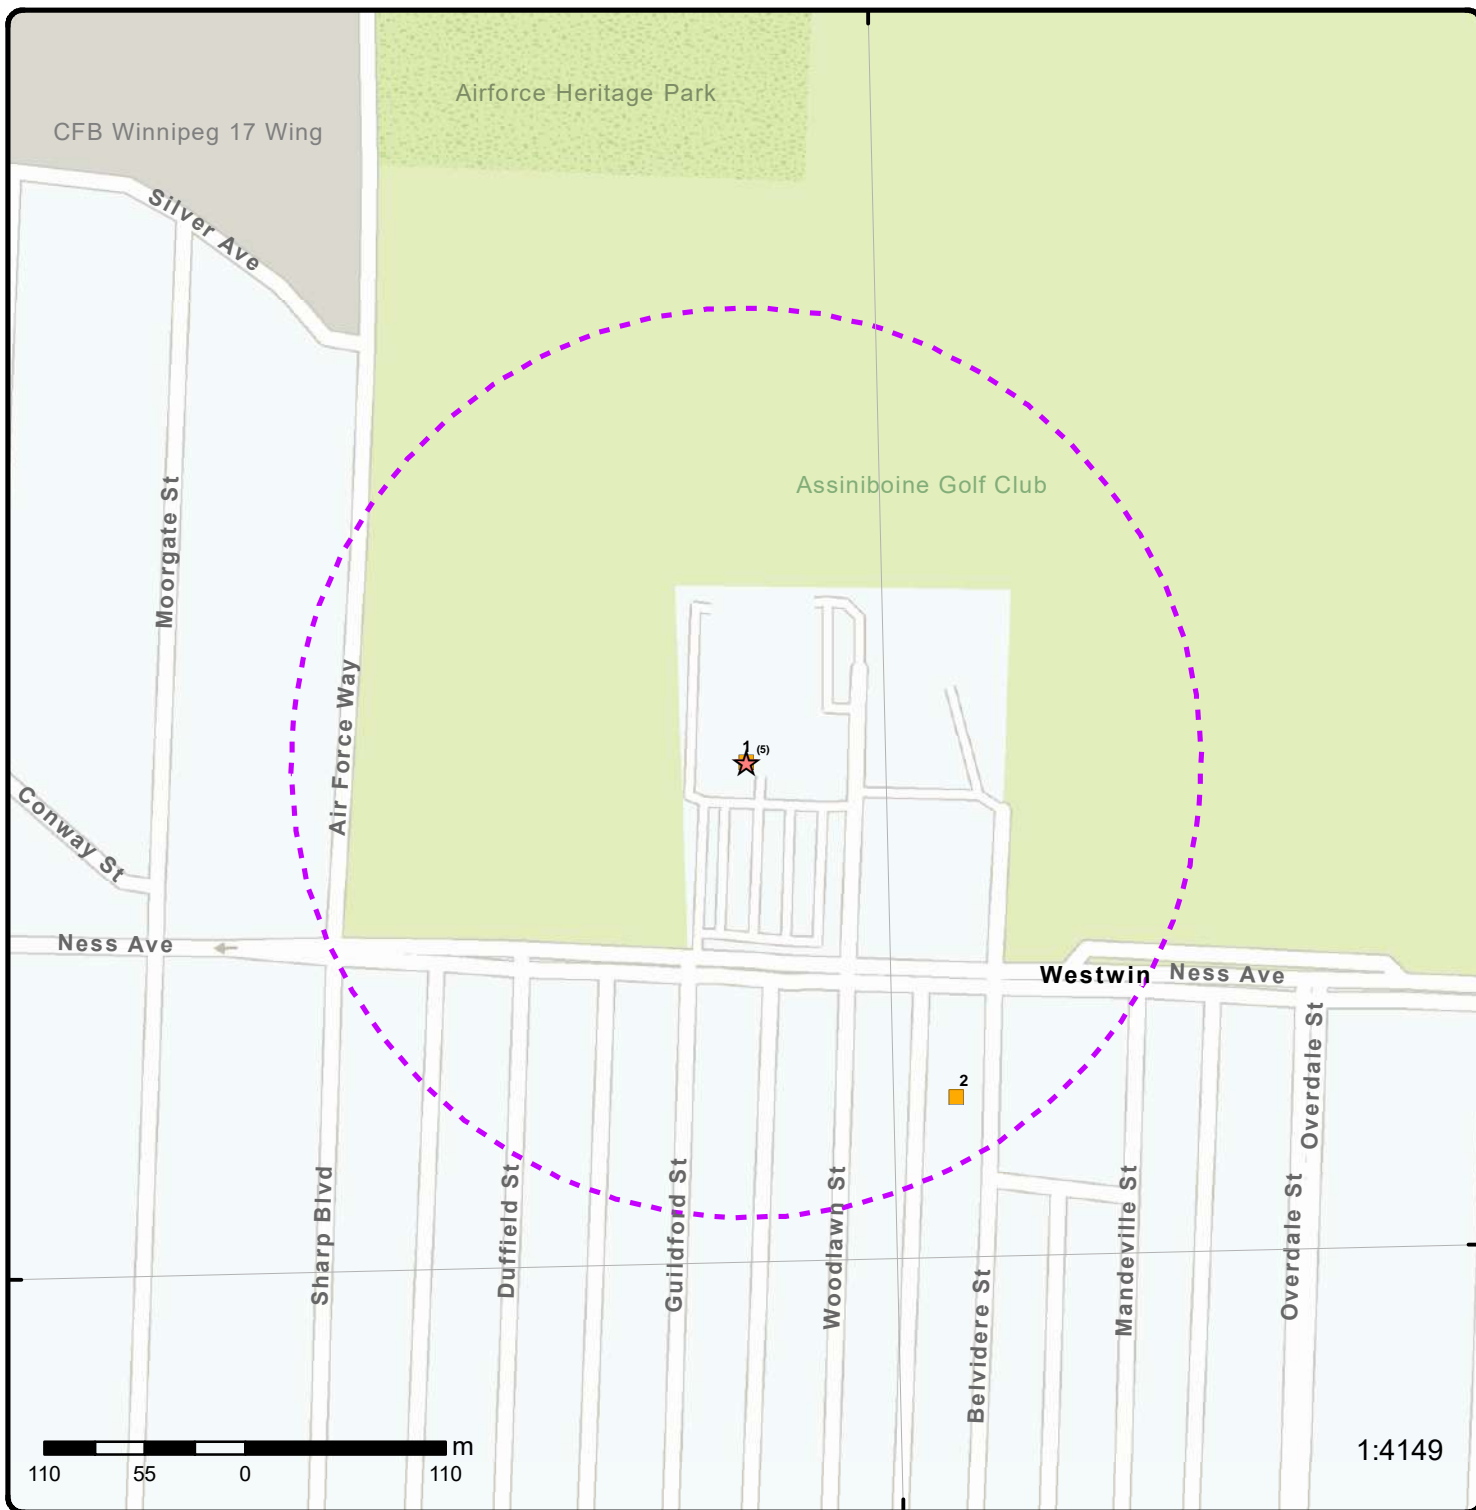 Airforce Heritage Park
CFB Winnipeg 17 Wing
Silver Ave
Assiniboine Golf Club
Moorgate St
Air Force Way
1 (5)
Conway St
Ness Ave
Westwin
Ness Ave
Overdale St
2
Sharp Blvd
Duffield St
Guildford St
Woodlawn St
Mandeville St
Overdale St
Belvidere St
m
110 55 0 110
1:4149